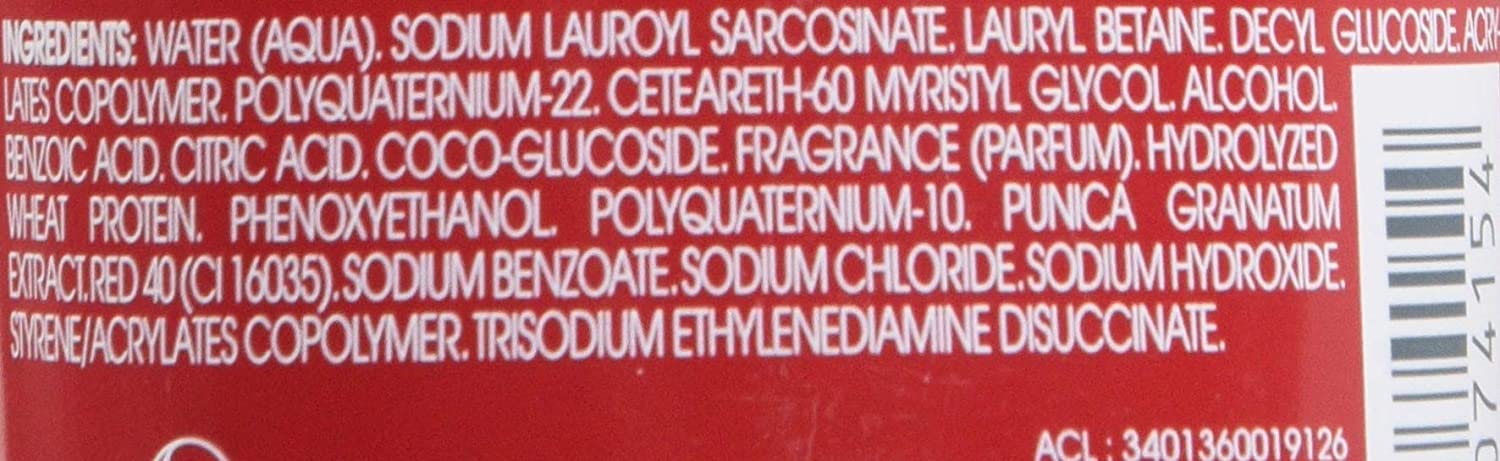 INGREDIENTS: WATER (AQUA). SODIUM LAUROYL SARCOSINATE. LAURYL BETAINE. DECYL GLUCOSIDE. ACRY-
LATES COPOLYMER. POLYQUATERNIUM-22. CETEARETH-60 MYRISTYL GLYCOL. ALCOHOL.
BENZOIC ACID. CITRIC ACID. COCO-GLUCOSIDE. FRAGRANCE (PARFUM). HYDROLYZED
WHEAT PROTEIN. PHENOXYETHANOL. POLYQUATERNIUM-10. PUNICA GRANATUM
EXTRACT. RED 40 (CI 16035). SODIUM BENZOATE. SODIUM CHLORIDE. SODIUM HYDROXIDE.
STYRENE/ACRYLATES COPOLYMER. TRISODIUM ETHYLENEDIAMINE DISUCCINATE.
ACL : 3401360019126
074154